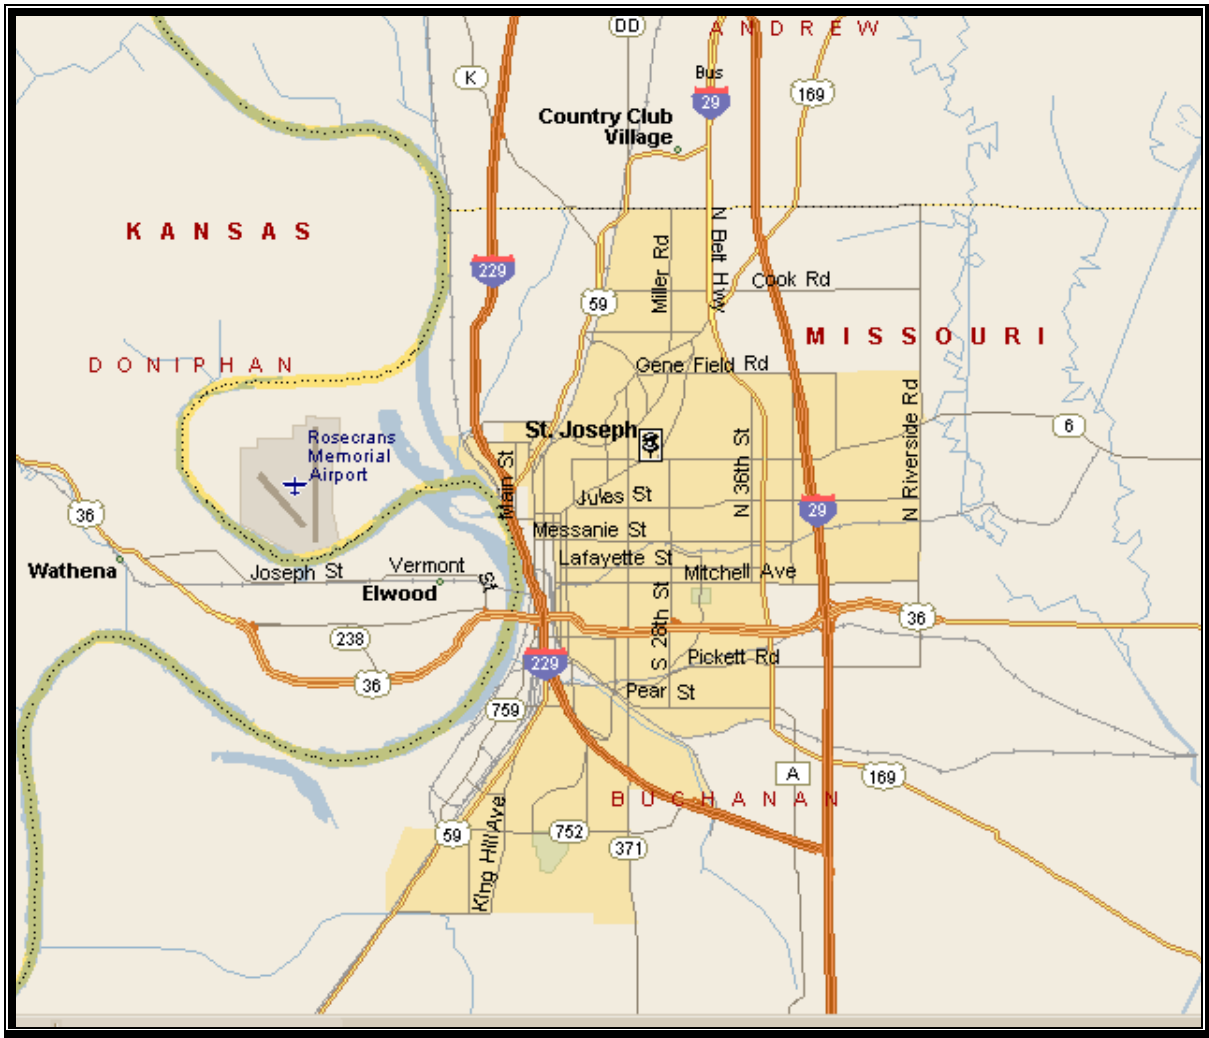 DD
A N D R E W
K
Bus
29
169
Country Club
Village
K A N S A S
N Belt Hwy
Miller Rd
229
Cook Rd
59
M I S S O U R I
D O N I P H A N
Gene Field Rd
N Riverside Rd
6
St. Joseph
Rosecrans
Memorial
Airport
N 36th St
Main St
Jules St
36
29
Messanie St
Lafayette St
Wathena
Joseph St
Vermont
St
Mitchell Ave
Elwood
S 28th St
36
238
229
Pickett Rd
36
Pear St
759
A
169
B U C H A N A N
King Hill Ave
59
752
371